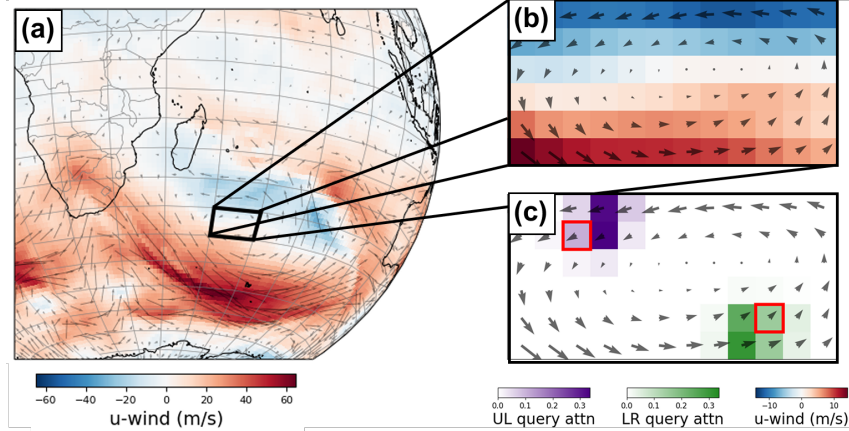 (a)
(b)
(c)
−60 −40 −20 0 20 40 60
u-wind (m/s)
0.0 0.1 0.2 0.3
UL query attn
0.0 0.1 0.2 0.3
LR query attn
−10 0 10
u-wind (m/s)